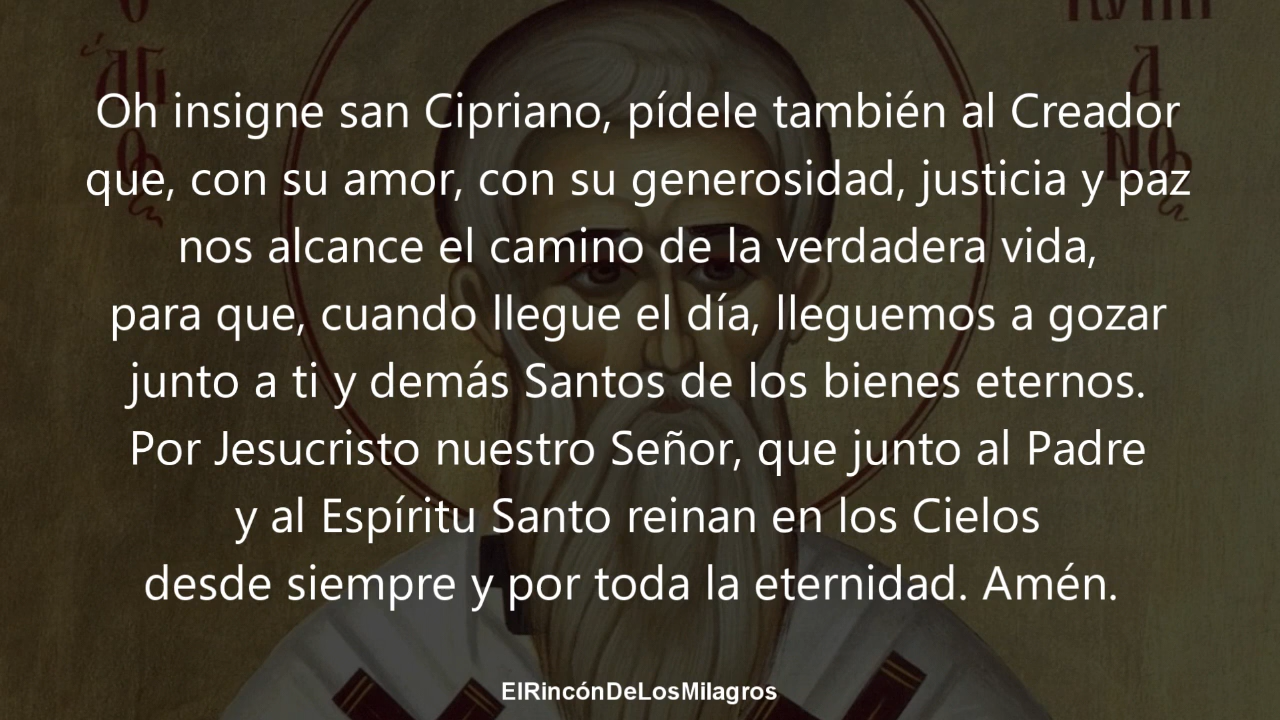 Oh insigne san Cipriano, pídele también al Creador
que, con su amor, con su generosidad, justicia y paz
nos alcance el camino de la verdadera vida,
para que, cuando llegue el día, lleguemos a gozar
junto a ti y demás Santos de los bienes eternos.
Por Jesucristo nuestro Señor, que junto al Padre
y al Espíritu Santo reinan en los Cielos
desde siempre y por toda la eternidad. Amén.
ElRincónDeLosMilagros